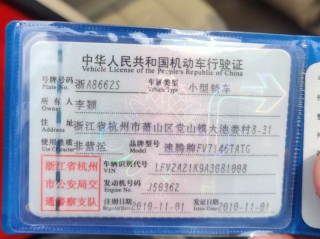 中华人民共和国机动车行驶证
Vehicle License of the People's Republic of China
号牌号码 浙A86625 车辆类型 小型轿车
Plate No. Vehicle Type
所有人 李颖
Owner
住址 浙江省杭州市萧山区党山镇大池娄村8-31
Address
使用性质 非营运 品牌型号 速腾牌FV7146TATG
Use Character Model
浙江省杭州 车辆识别代号 LFV2A21K9A3081008
VIN
市公安局交 发动机号码 J59362
Engine No.
通警察支队 注册日期 2010-11-01 发证日期 2010-11-01
Register Date Issue Date